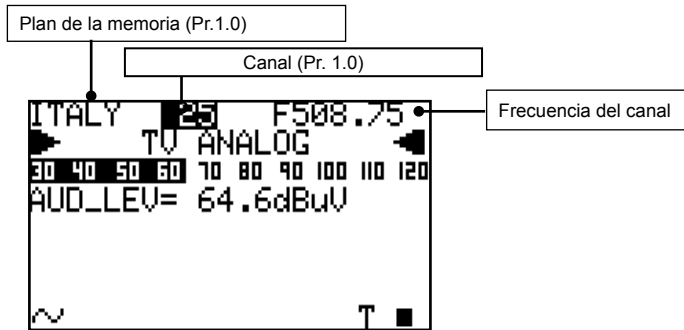 Plan de la memoria (Pr.1.0)
Canal (Pr. 1.0)
ITALY 25 F508.75
Frecuencia del canal
TV ANALOG
30 40 50 60 70 80 90 100 110 120
AUD_LEV= 64.6dBuV
~ T